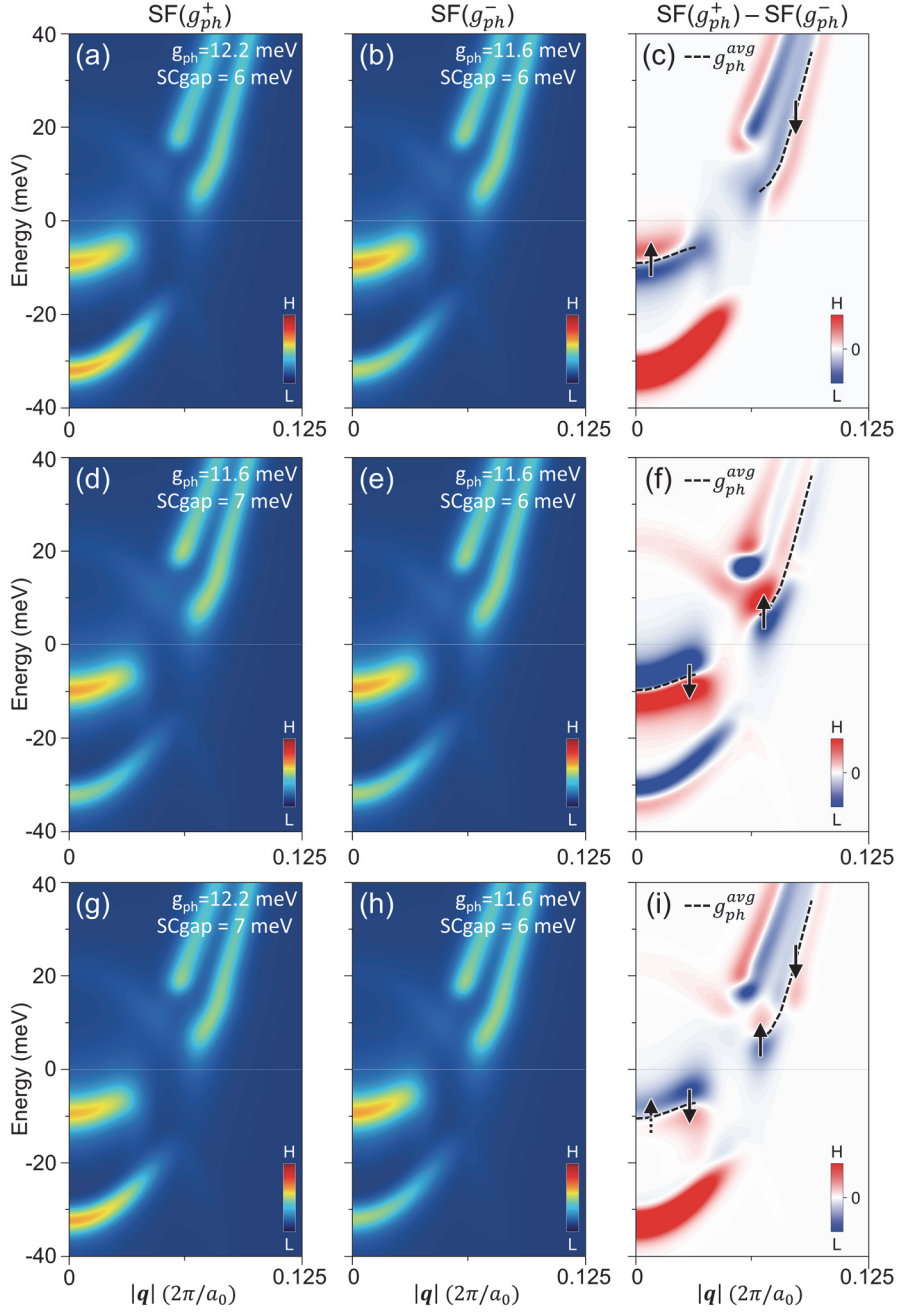 SF(g_ph^+)
SF(g_ph^-)
SF(g_ph^+) − SF(g_ph^-)
(a)
g_ph=12.2 meV
SCgap = 6 meV
(b)
g_ph=11.6 meV
SCgap = 6 meV
(c)
g_ph^avg
Energy (meV)
40
20
0
-20
-40
H
L
H
L
H
0
L
0
0.125
0
0.125
0
0.125
(d)
g_ph=11.6 meV
SCgap = 7 meV
(e)
g_ph=11.6 meV
SCgap = 6 meV
(f)
g_ph^avg
Energy (meV)
40
20
0
-20
-40
H
L
H
L
H
0
L
0
0.125
0
0.125
0
0.125
(g)
g_ph=12.2 meV
SCgap = 7 meV
(h)
g_ph=11.6 meV
SCgap = 6 meV
(i)
g_ph^avg
Energy (meV)
40
20
0
-20
-40
H
L
H
L
H
0
L
0
0.125
0
0.125
0
0.125
|q| (2π/a₀)
|q| (2π/a₀)
|q| (2π/a₀)